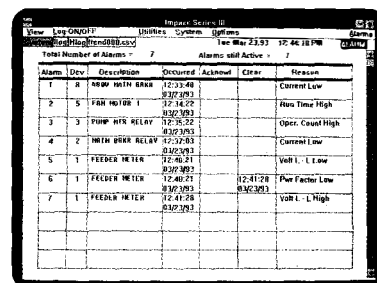 Impace Series III
View Log-ON/OFF Utilities System Options Alarms
Tue Mar 23,93 17:44:38 PM
Total Number of Alarms = 7 Alarms still Active =
Alarm Dev Description Occurred Acknowl Clear Reason
1 8 MAIN BRKR 12:33:48 03/23/93 Current Low
2 5 FAN MOTOR 1 12:34:22 03/23/93 Run Time High
3 3 PUMP MTR RELAY 12:35:22 03/23/93 Oper. Count High
4 2 MAIN BRKR RELAY 12:37:03 03/23/93 Current Low
5 1 FEEDER METER 12:40:21 03/23/93 Volt L - L Low
6 1 FEEDER METER 12:40:21 03/23/93 12:41:28 03/23/93 Pwr Factor Low
7 1 FEEDER METER 12:41:28 03/23/93 Volt L - L High